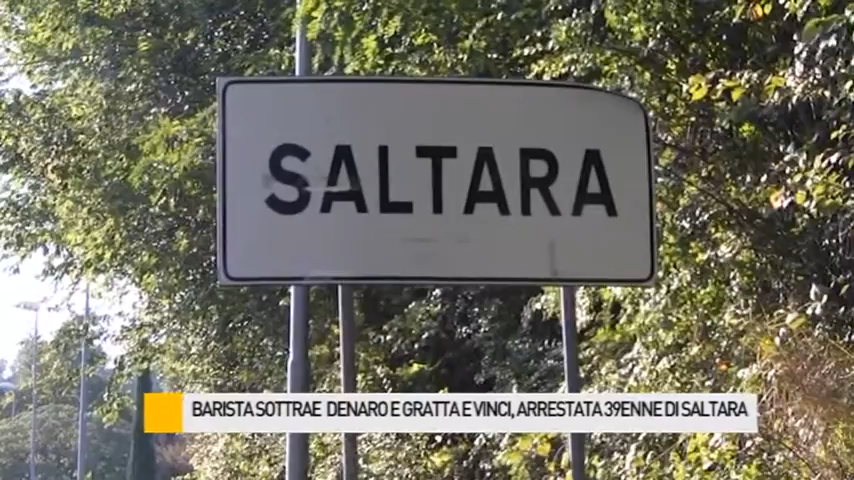 SALTARA
BARISTA SOTTRAE DENARO E GRATTA E VINCI, ARRESTATA 39ENNE DI SALTARA